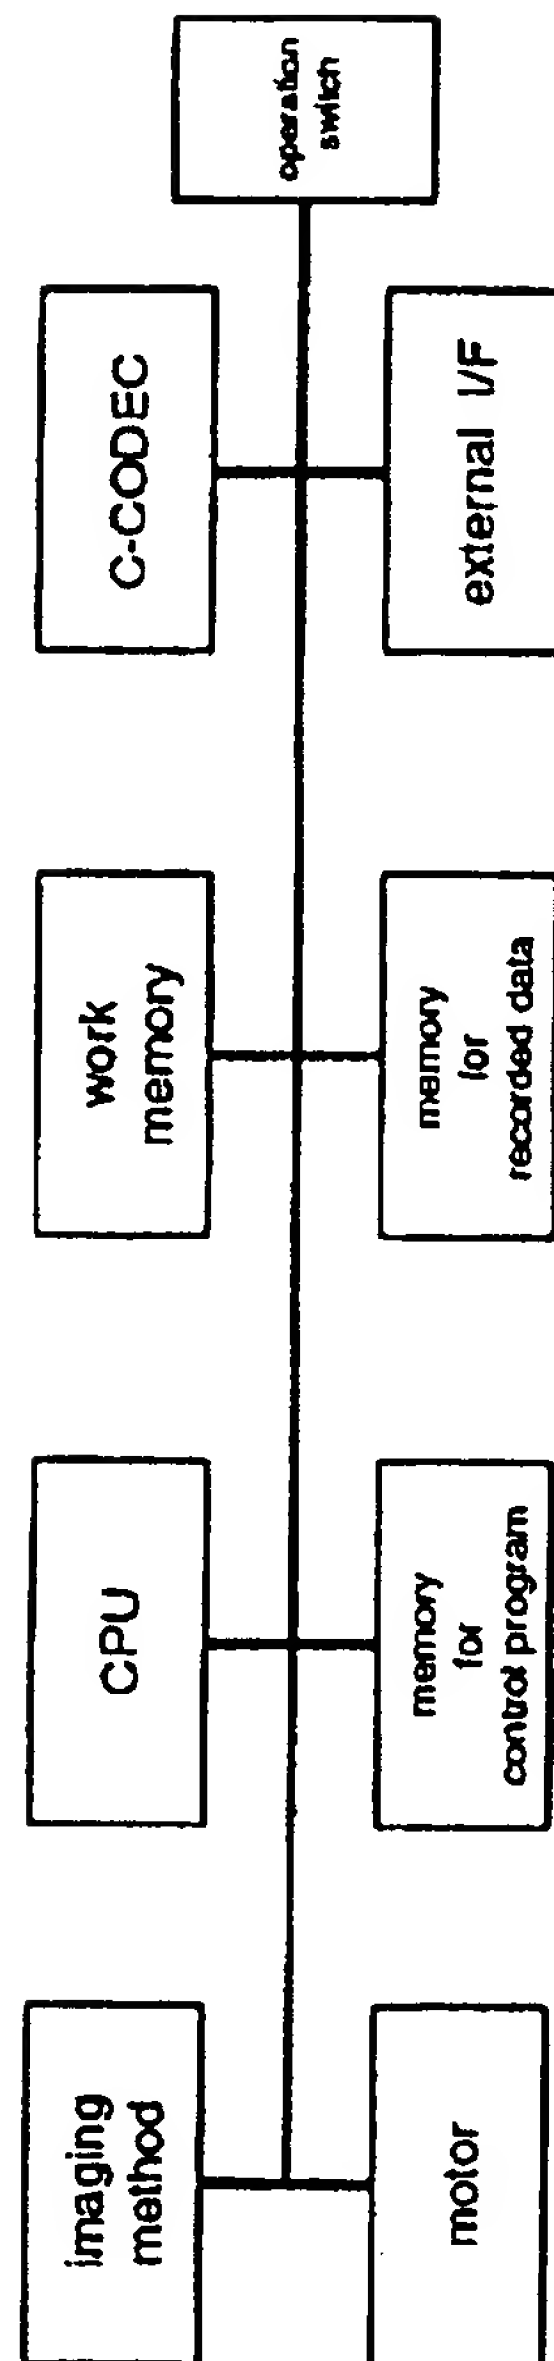 imaging
method
CPU
work
memory
C-CODEC
operation
switch
motor
memory
for
control program
memory
for
recorded data
external I/F